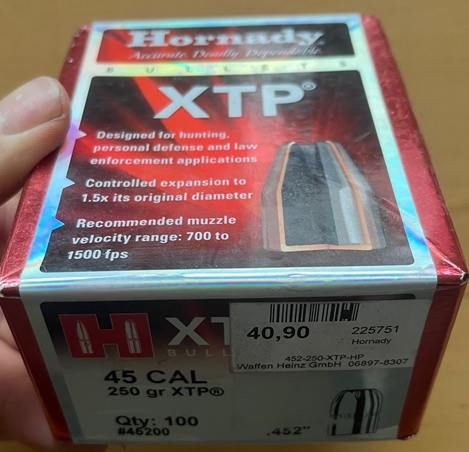 Hornady®
Accurate. Deadly. Dependable.
BULLETS
XTP®
Designed for hunting,
personal defense and law
enforcement applications
Controlled expansion to
1.5x its original diameter
Recommended muzzle
velocity range: 700 to
1500 fps
H XT
BULL
40,90
225751
Hornady
452-250-XTP-HP
Waffen Heinz GmbH 06897-8307
45 CAL
250 gr XTP®
Qty: 100
#45200
.452"